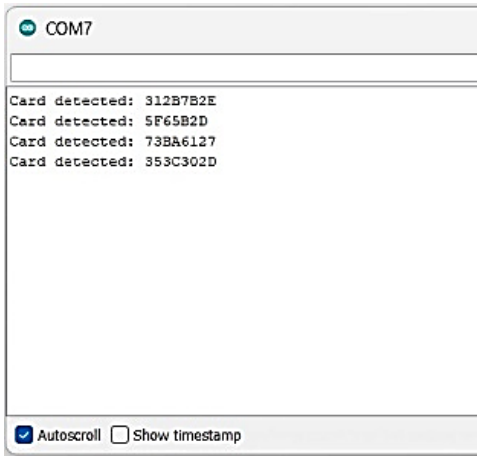 COM7
Card detected: 312B7B2E
Card detected: 5F65B2D
Card detected: 73BA6127
Card detected: 353C302D
Autoscroll Show timestamp